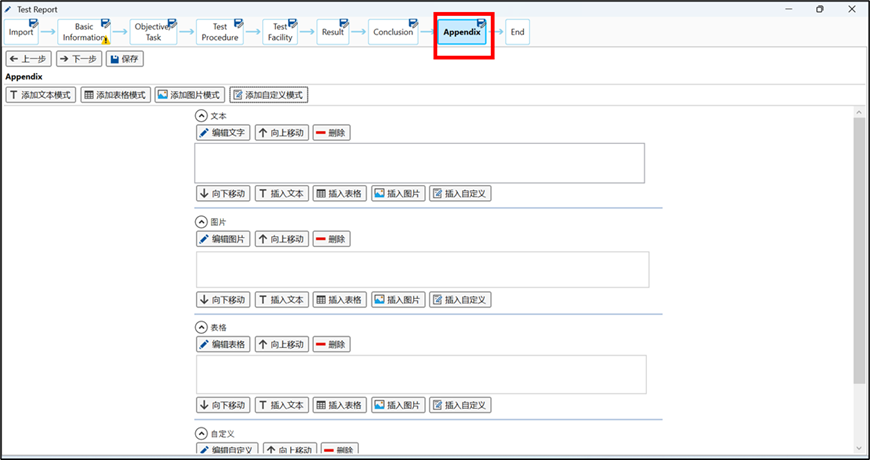 Test Report
Import Basic Information Objective Task Test Procedure Test Facility Result Conclusion Appendix End
上一步 下一步 保存
Appendix
添加文本模式 添加表格模式 添加图片模式 添加自定义模式
文本
编辑文字 向上移动 删除
向下移动 插入文本 插入表格 插入图片 插入自定义
图片
编辑图片 向上移动 删除
向下移动 插入文本 插入表格 插入图片 插入自定义
表格
编辑表格 向上移动 删除
向下移动 插入文本 插入表格 插入图片 插入自定义
自定义
编辑自定义 向上移动 删除